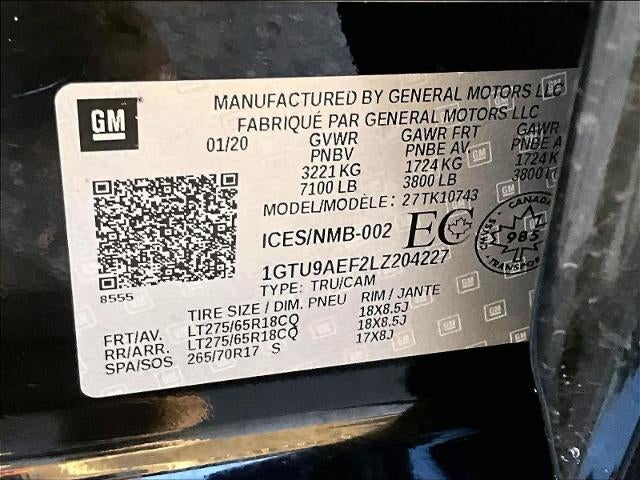 GM
MANUFACTURED BY GENERAL MOTORS LLC
FABRIQUÉ PAR GENERAL MOTORS LLC
01/20 GVWR GAWR FRT GAWR
PNBV PNBE AV. PNBE A
3221 KG 1724 KG 1724 K
7100 LB 3800 LB 3800 L
MODEL/MODÈLE: 27TK10743
ICES/NMB-002 EC
CANADA
985
TRANSPORT
1GTU9AEF2LZ204227
8555
TYPE: TRU/CAM
TIRE SIZE / DIM. PNEU RIM / JANTE
FRT/AV. LT275/65R18CQ 18X8.5J
RR/ARR. LT275/65R18CQ 18X8.5J
SPA/SOS 265/70R17 S 17X8J